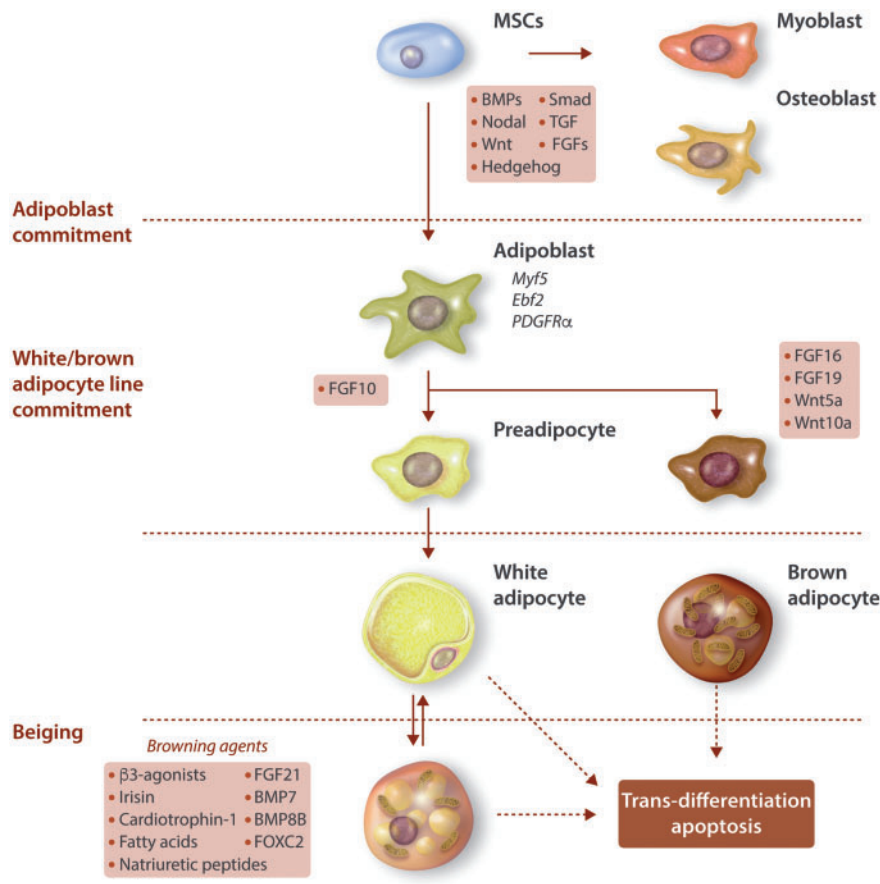 MSCs
Myoblast
• BMPs • Smad
• Nodal • TGF
• Wnt • FGFs
• Hedgehog
Osteoblast
Adipoblast
commitment
Adipoblast
Myf5
Ebf2
PDGFRα
White/brown
adipocyte line
commitment
• FGF10
• FGF16
• FGF19
• Wnt5a
• Wnt10a
Preadipocyte
White
adipocyte
Brown
adipocyte
Beiging
Browning agents
• β3-agonists • FGF21
• Irisin • BMP7
• Cardiotrophin-1 • BMP8B
• Fatty acids • FOXC2
• Natriuretic peptides
Trans-differentiation
apoptosis